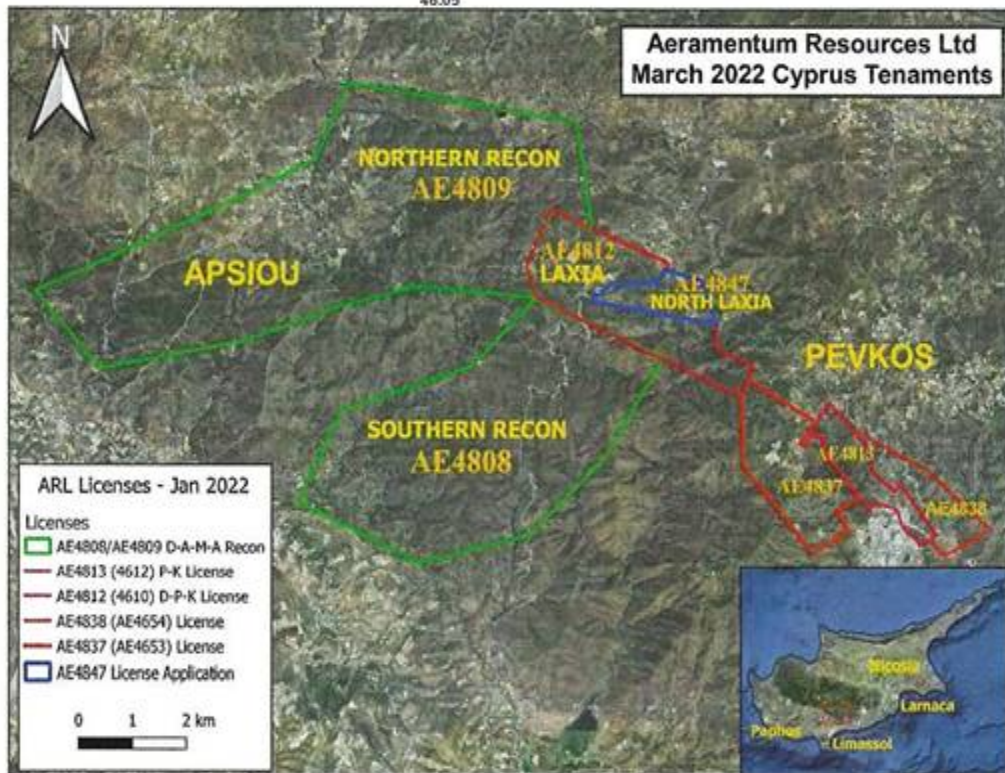 46.05
N
Aeramentum Resources Ltd
March 2022 Cyprus Tenaments
NORTHERN RECON
AE4809
APSIOU
AE4812
LAXIA
AE4847
NORTH LAXIA
PEVKOS
SOUTHERN RECON
AE4808
AE4813
AE4837
AE4838
ARL Licenses - Jan 2022
Licenses
AE4808/AE4809 D-A-M-A Recon
AE4813 (4612) P-K License
AE4812 (4610) D-P-K License
AE4838 (AE4654) License
AE4837 (AE4653) License
AE4847 License Application
0 1 2 km
Nicosia
Larnaca
Paphos
Limassol